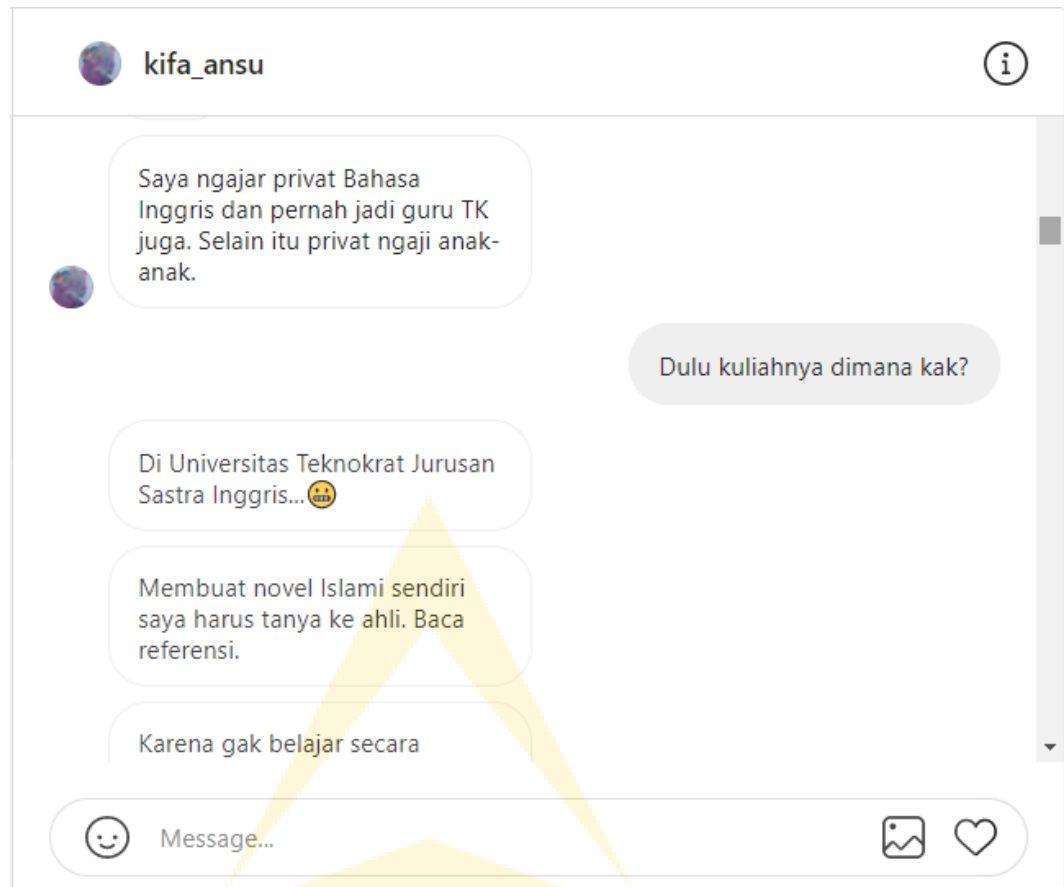 kifa_ansu
Saya ngajar privat Bahasa
Inggris dan pernah jadi guru TK
juga. Selain itu privat ngaji anak-
anak.
Dulu kuliahnya dimana kak?
Di Universitas Teknokrat Jurusan
Sastra Inggris...😬
Membuat novel Islami sendiri
saya harus tanya ke ahli. Baca
referensi.
Karena gak belajar secara
Message...